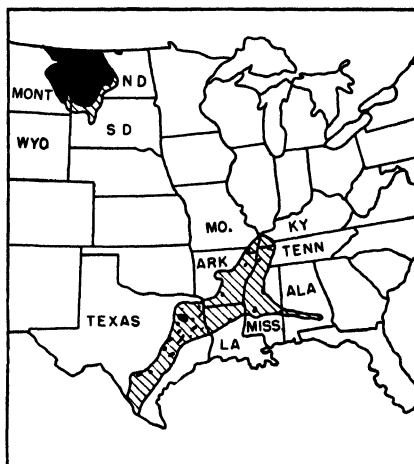 MONT
N D
WYO
S D
MO.
KY
ARK
TENN
TEXAS
ALA
MISS
LA